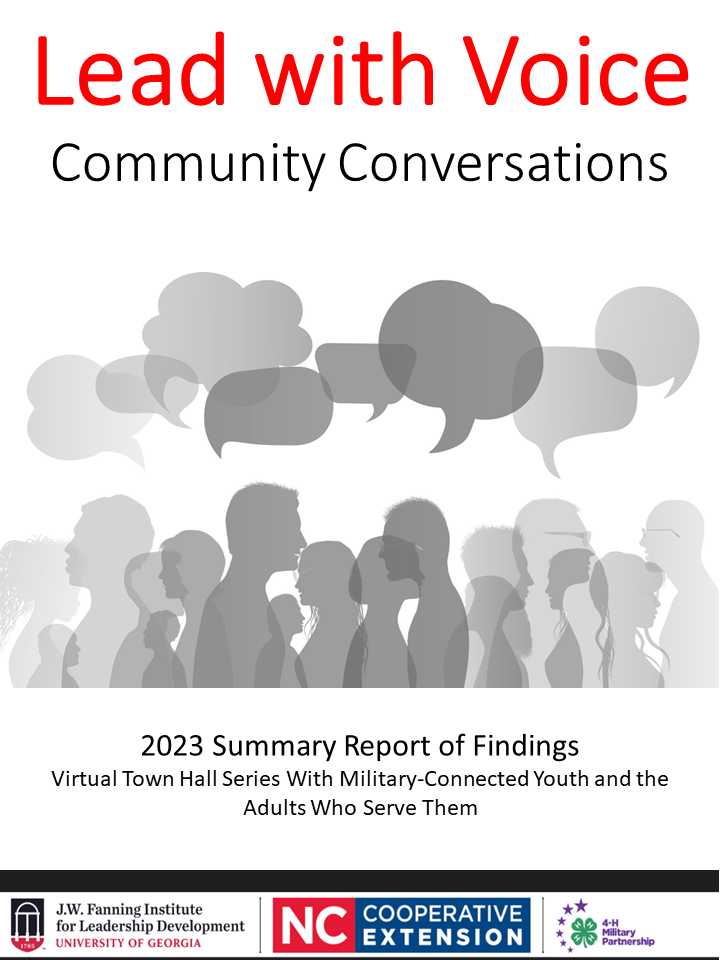 Lead with Voice
Community Conversations
2023 Summary Report of Findings
Virtual Town Hall Series With Military-Connected Youth and the
Adults Who Serve Them
1785
J.W. Fanning Institute
for Leadership Development
UNIVERSITY OF GEORGIA
NC
COOPERATIVE
EXTENSION
4-H
Military
Partnership